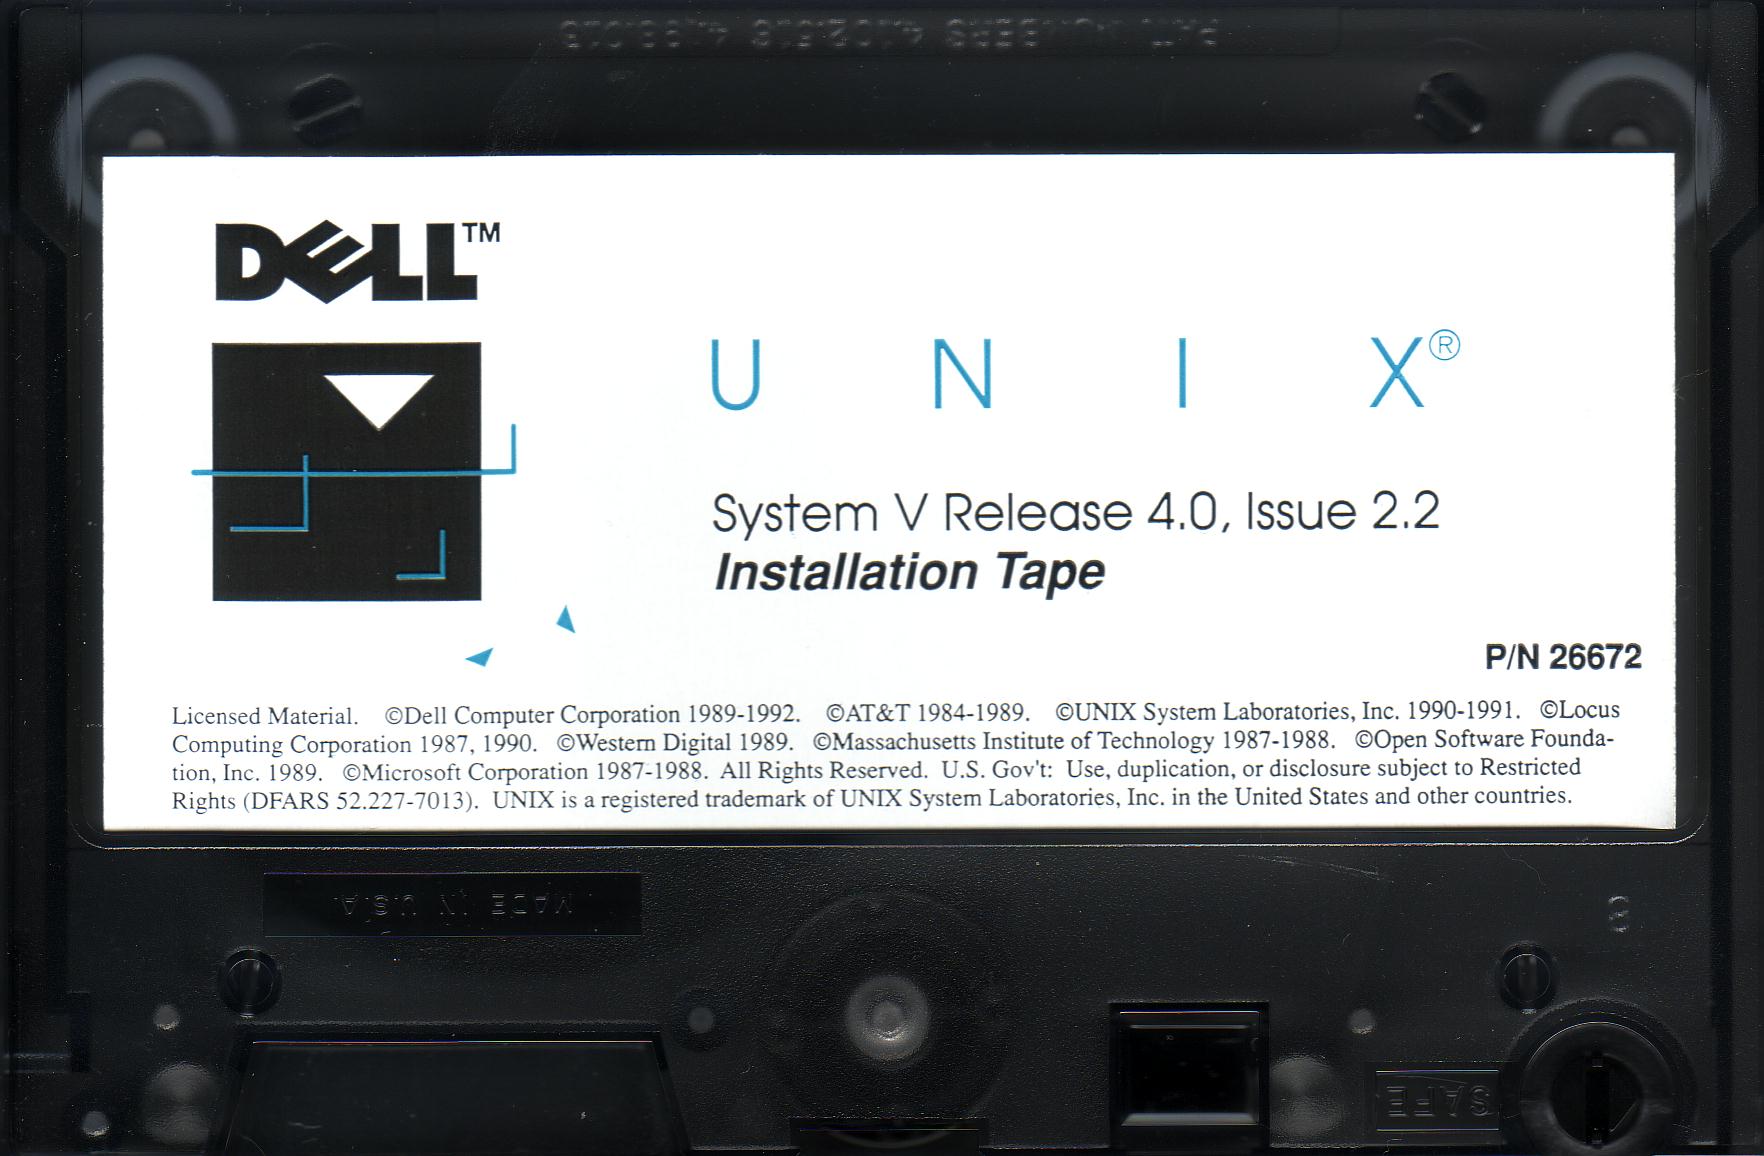 DELL™
U N I X®
System V Release 4.0, Issue 2.2
Installation Tape
P/N 26672
Licensed Material. ©Dell Computer Corporation 1989-1992. ©AT&T 1984-1989. ©UNIX System Laboratories, Inc. 1990-1991. ©Locus
Computing Corporation 1987, 1990. ©Western Digital 1989. ©Massachusetts Institute of Technology 1987-1988. ©Open Software Founda-
tion, Inc. 1989. ©Microsoft Corporation 1987-1988. All Rights Reserved. U.S. Gov't: Use, duplication, or disclosure subject to Restricted
Rights (DFARS 52.227-7013). UNIX is a registered trademark of UNIX System Laboratories, Inc. in the United States and other countries.
MADE IN U.S.A.
SAFE